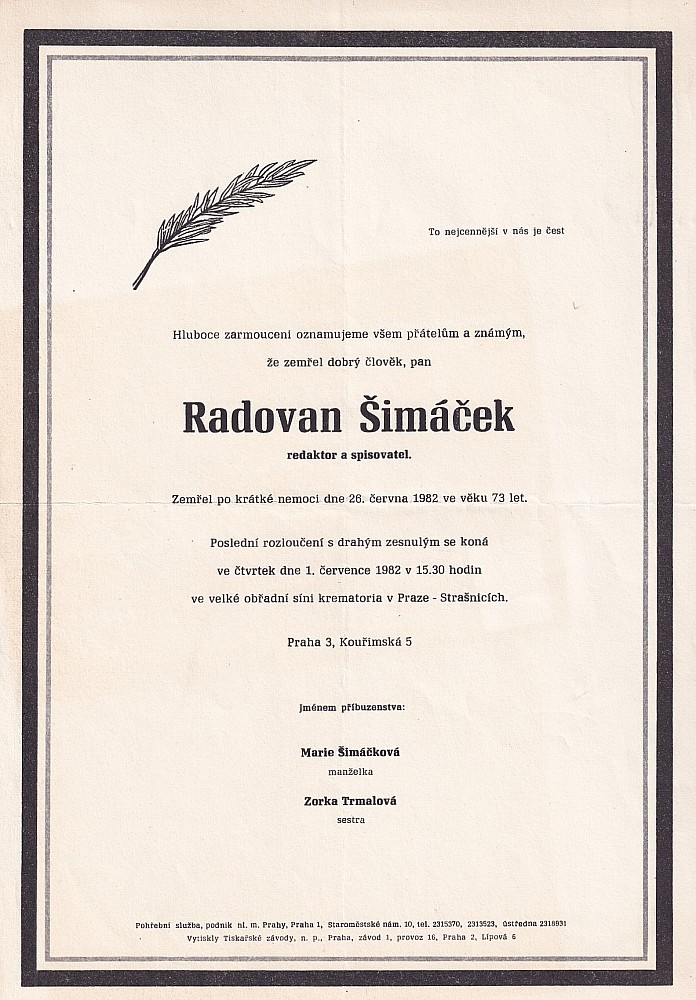 To nejcennější v nás je čest
Hluboce zarmouceni oznamujeme všem přátelům a známým,
že zemřel dobrý člověk, pan
Radovan Šimáček
redaktor a spisovatel.
Zemřel po krátké nemoci dne 26. června 1982 ve věku 73 let.
Poslední rozloučení s drahým zesnulým se koná
ve čtvrtek dne 1. července 1982 v 15.30 hodin
ve velké obřadní síni krematoria v Praze - Strašnicích.
Praha 3, Kouřimská 5
Jménem příbuzenstva:
Marie Šimáčková
manželka
Zorka Trmalová
sestra
Pohřební služba, podnik hl. m. Prahy, Praha 1, Staroměstské nám. 10, tel. 2315370, 2313523, ústředna 2318931
Vytiskly Tiskařské závody, n. p., Praha, závod 1, provoz 16, Praha 2, Lípová 6